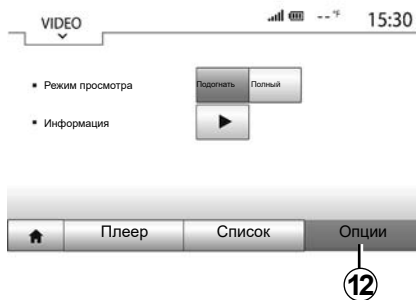 VIDEO --°F 15:30
Режим просмотра Подогнать Полный
Информация
Плеер Список Опции
12